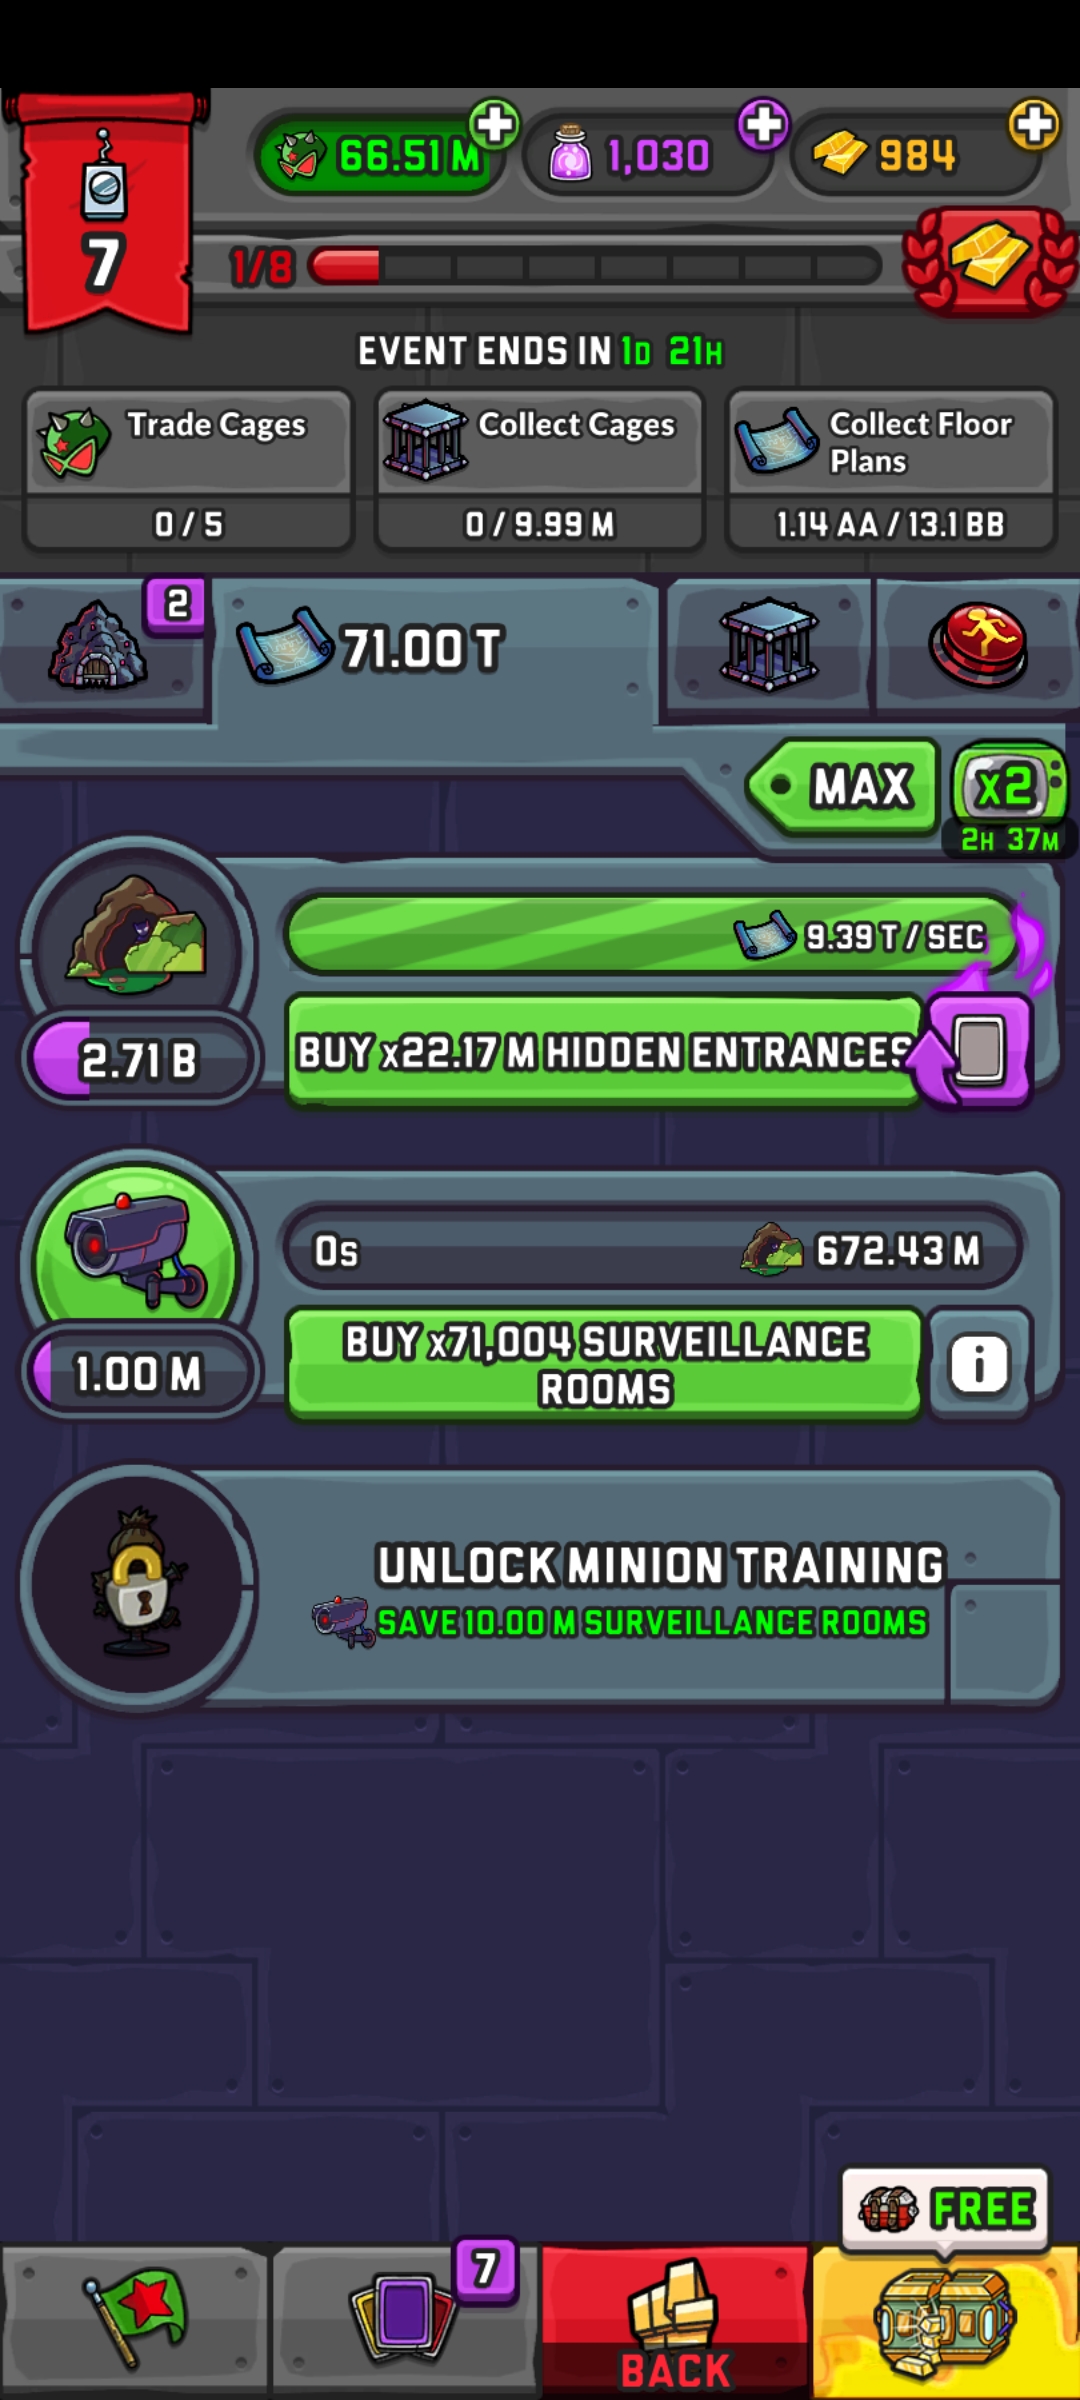 66.51 M
1,030
984
7
1/8
EVENT ENDS IN 1D 21H
Trade Cages
0 / 5
Collect Cages
0 / 9.99 M
Collect Floor
Plans
1.14 AA / 13.1 BB
2
71.00 T
MAX
x2
2H 37M
9.39 T / SEC
2.71 B
BUY x22.17 M HIDDEN ENTRANCES
0s
672.43 M
1.00 M
BUY x71,004 SURVEILLANCE
ROOMS
i
UNLOCK MINION TRAINING
SAVE 10.00 M SURVEILLANCE ROOMS
FREE
7
BACK